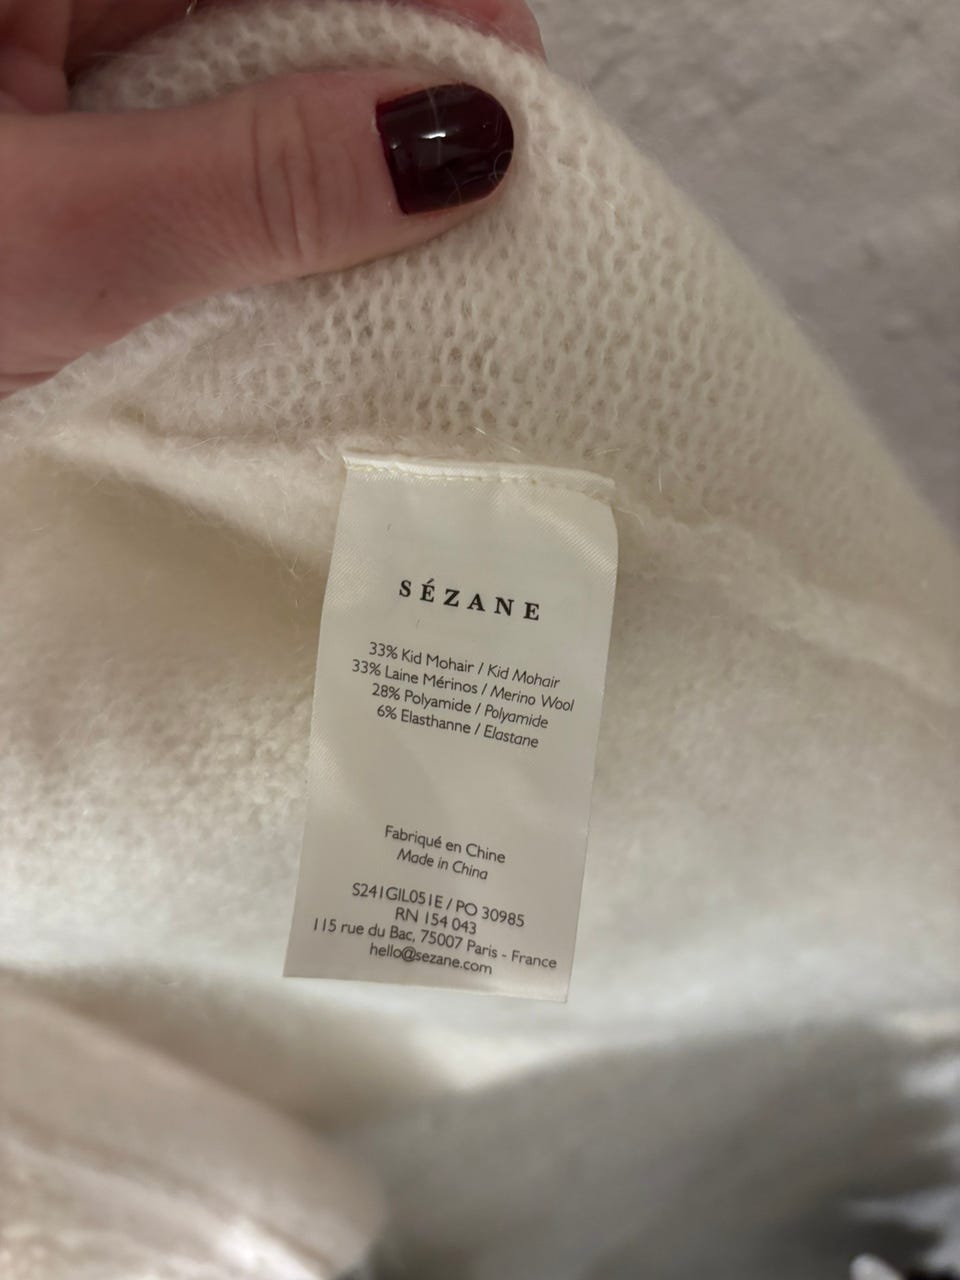 SÉZANE
33% Kid Mohair / Kid Mohair
33% Laine Mérinos / Merino Wool
28% Polyamide / Polyamide
6% Elasthanne / Elastane
Fabriqué en Chine
Made in China
S241GIL051E / PO 30985
RN 154 043
115 rue du Bac, 75007 Paris - France
hello@sezane.com